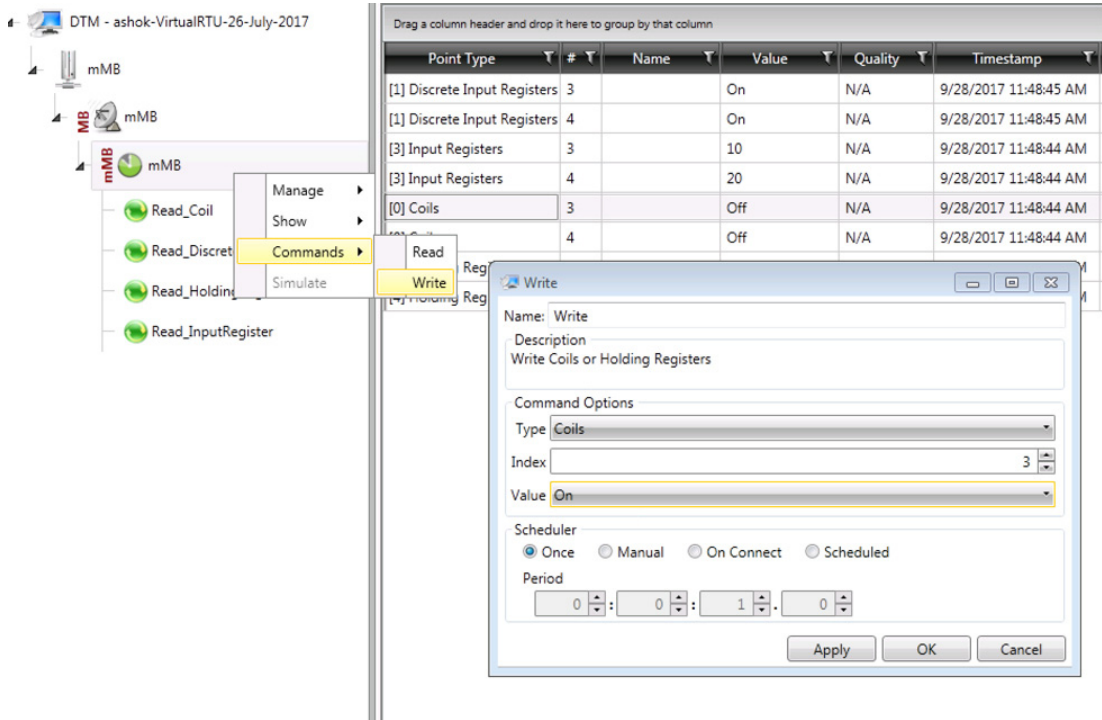 DTM - ashok-VirtualRTU-26-July-2017
mMB
MB mMB
mMB mMB
Read_Coil
Read_Discret
Read_Holding
Read_InputRegister
Manage
Show
Commands
Simulate
Read
Write
Drag a column header and drop it here to group by that column
Point Type # Name Value Quality Timestamp
[1] Discrete Input Registers 3 On N/A 9/28/2017 11:48:45 AM
[1] Discrete Input Registers 4 On N/A 9/28/2017 11:48:45 AM
[3] Input Registers 3 10 N/A 9/28/2017 11:48:44 AM
[3] Input Registers 4 20 N/A 9/28/2017 11:48:44 AM
[0] Coils 3 Off N/A 9/28/2017 11:48:44 AM
4 Off N/A 9/28/2017 11:48:44 AM
Reg
Reg
Write
Name: Write
Description
Write Coils or Holding Registers
Command Options
Type Coils
Index 3
Value On
Scheduler
Once Manual On Connect Scheduled
Period
0 : 0 : 1 . 0
Apply OK Cancel